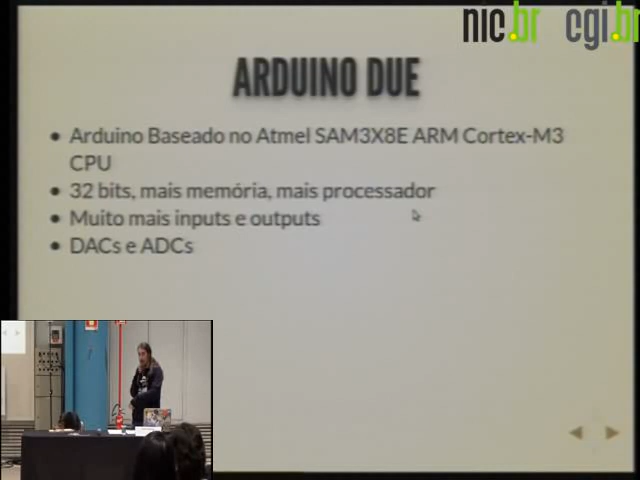 nic.br cgi.br
ARDUINO DUE
• Arduino Baseado no Atmel SAM3X8E ARM Cortex-M3
CPU
• 32 bits, mais memória, mais processador
• Muito mais inputs e outputs
• DACs e ADCs